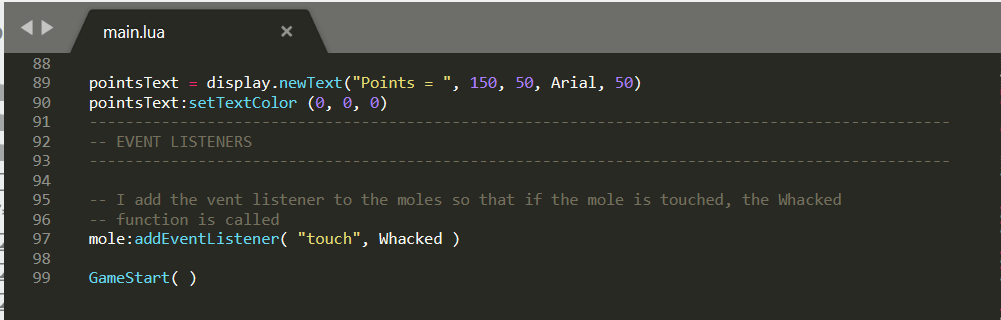 main.lua ×
88
89 pointsText = display.newText("Points = ", 150, 50, Arial, 50)
90 pointsText:setTextColor (0, 0, 0)
91 -----------------------------------------------------------------------------------------------
92 -- EVENT LISTENERS
93 -----------------------------------------------------------------------------------------------
94
95 -- I add the vent listener to the moles so that if the mole is touched, the Whacked
96 -- function is called
97 mole:addEventListener( "touch", Whacked )
98
99 GameStart( )